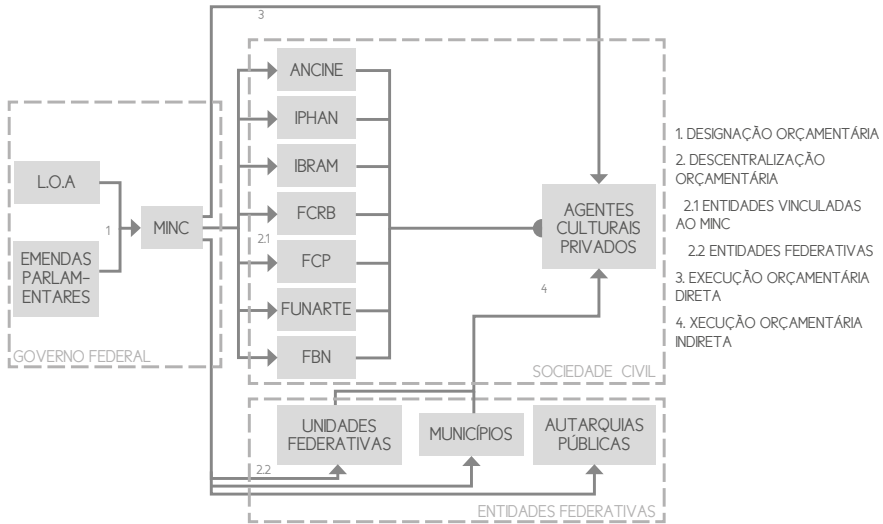 3
ANCINE
IPHAN
IBRAM
FCRB
2.1
FCP
FUNARTE
FBN
L.O.A
1
MINC
EMENDAS
PARLAM-
ENTARES
GOVERNO FEDERAL
AGENTES
CULTURAIS
PRIVADOS
4
SOCIEDADE CIVIL
UNIDADES
FEDERATIVAS
MUNICÍPIOS
AUTARQUIAS
PÚBLICAS
2.2
ENTIDADES FEDERATIVAS
1. DESIGNAÇÃO ORÇAMENTÁRIA
2. DESCENTRALIZAÇÃO
ORÇAMENTÁRIA
2.1 ENTIDADES VINCULADAS
AO MINC
2.2 ENTIDADES FEDERATIVAS
3. EXECUÇÃO ORÇAMENTÁRIA
DIRETA
4. XECUÇÃO ORÇAMENTÁRIA
INDIRETA